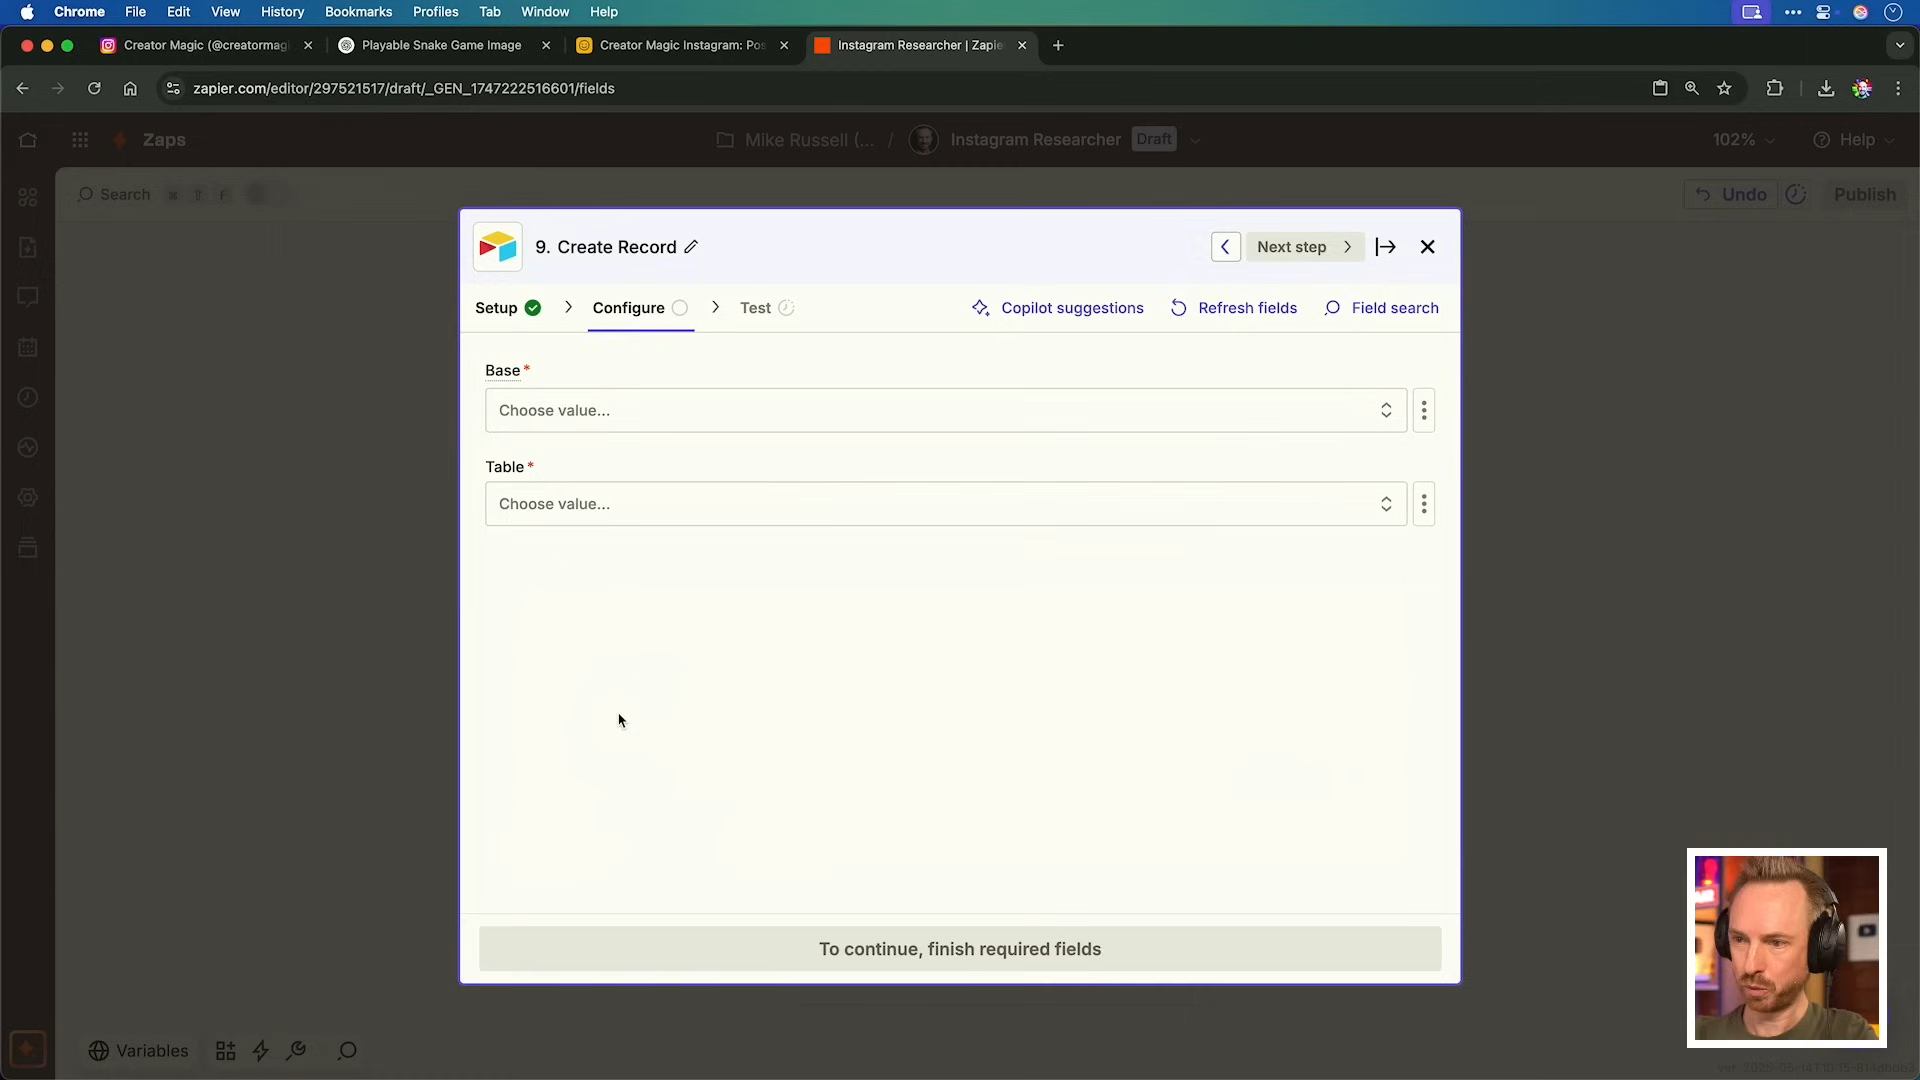 Chrome File Edit View History Bookmarks Profiles Tab Window Help
Creator Magic (@creatormagi
Playable Snake Game Image
Creator Magic Instagram: Pos
Instagram Researcher | Zapie
zapier.com/editor/297521517/draft/_GEN_1747222516601/fields
Zaps
Mike Russell (... / Instagram Researcher Draft
102%
Help
Search ⌘ ⇧ F
Undo
Publish
9. Create Record
Next step
Setup
Configure
Test
Copilot suggestions
Refresh fields
Field search
Base *
Choose value...
Table *
Choose value...
To continue, finish required fields
Variables